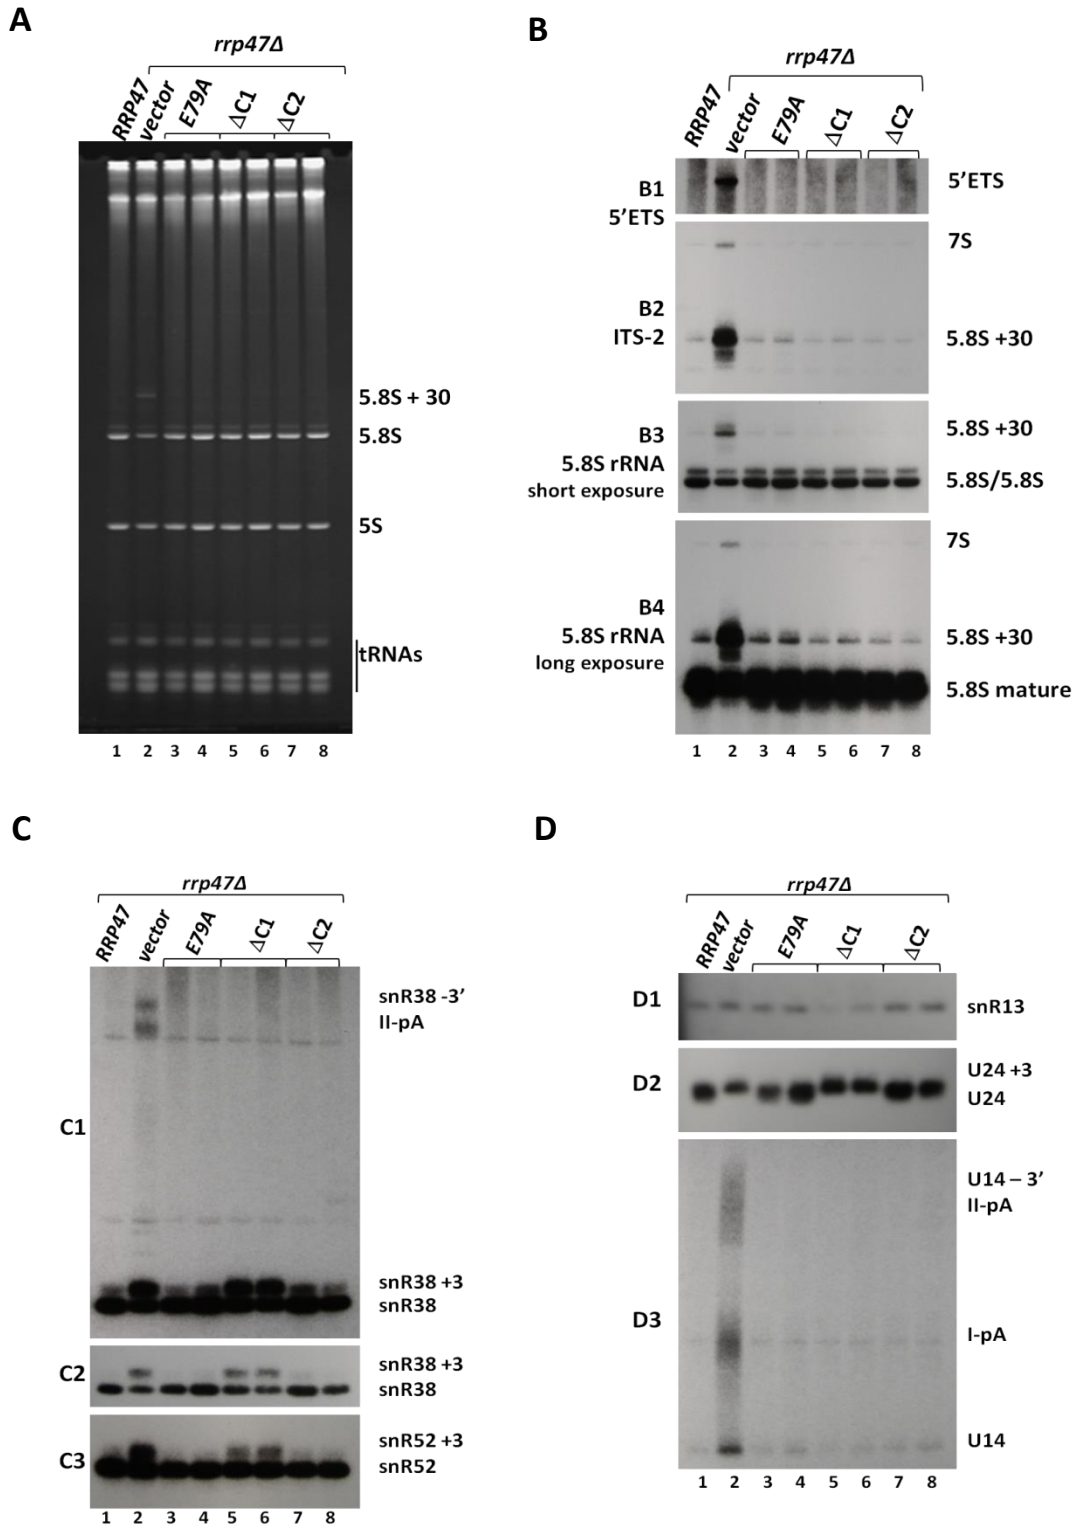 A
rrp47Δ
RRP47
vector
E79A
ΔC1
ΔC2
5.8S + 30
5.8S
5S
tRNAs
1 2 3 4 5 6 7 8
B
rrp47Δ
RRP47
vector
E79A
ΔC1
ΔC2
B1
5'ETS
5'ETS
7S
B2
ITS-2
5.8S +30
B3
5.8S rRNA
short exposure
5.8S +30
5.8S/5.8S
7S
B4
5.8S rRNA
long exposure
5.8S +30
5.8S mature
1 2 3 4 5 6 7 8
C
rrp47Δ
RRP47
vector
E79A
ΔC1
ΔC2
snR38 -3'
II-pA
C1
snR38 +3
snR38
C2
snR38 +3
snR38
C3
snR52 +3
snR52
1 2 3 4 5 6 7 8
D
rrp47Δ
RRP47
vector
E79A
ΔC1
ΔC2
D1
snR13
D2
U24 +3
U24
U14 – 3'
II-pA
D3
I-pA
U14
1 2 3 4 5 6 7 8